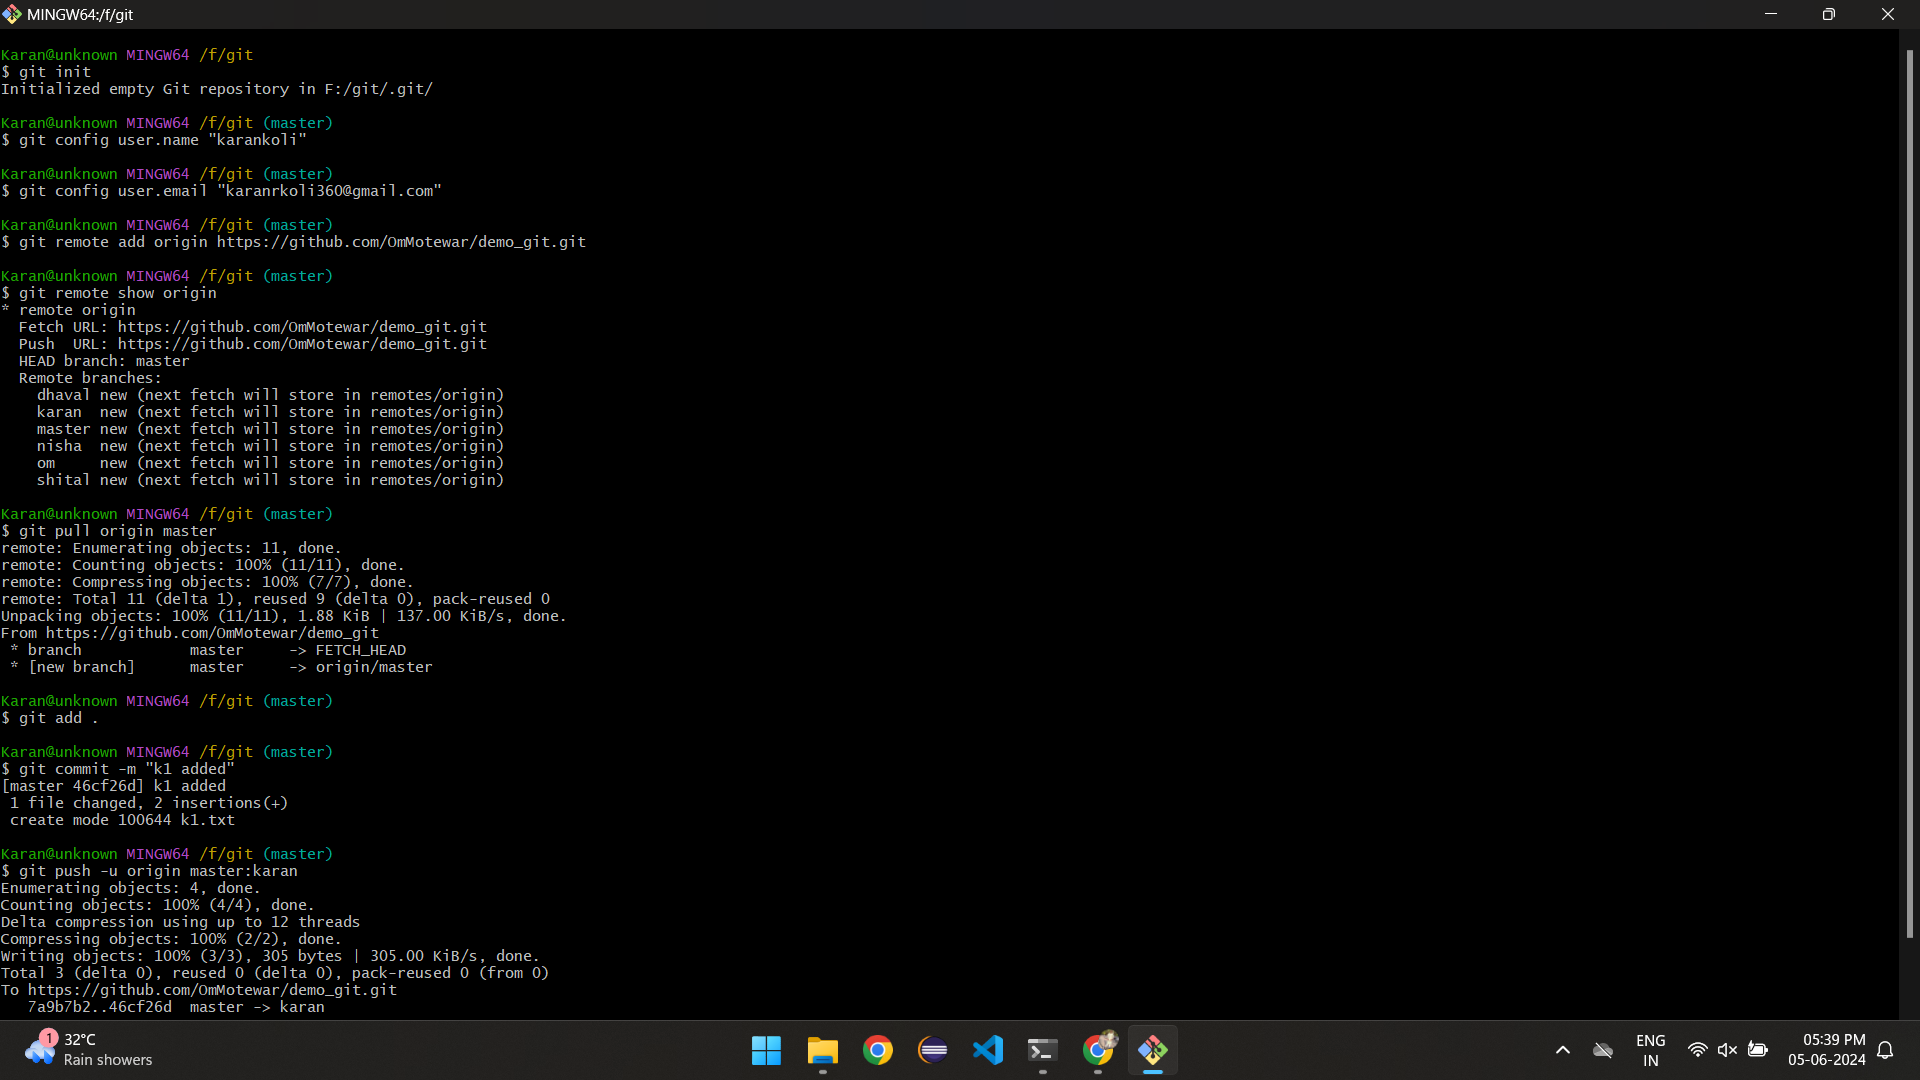 MINGW64:/f/git
Karan@unknown MINGW64 /f/git
$ git init
Initialized empty Git repository in F:/git/.git/
Karan@unknown MINGW64 /f/git (master)
$ git config user.name "karankoli"
Karan@unknown MINGW64 /f/git (master)
$ git config user.email "karanrkoli360@gmail.com"
Karan@unknown MINGW64 /f/git (master)
$ git remote add origin https://github.com/OmMotewar/demo_git.git
Karan@unknown MINGW64 /f/git (master)
$ git remote show origin
* remote origin
  Fetch URL: https://github.com/OmMotewar/demo_git.git
  Push  URL: https://github.com/OmMotewar/demo_git.git
  HEAD branch: master
  Remote branches:
    dhaval new (next fetch will store in remotes/origin)
    karan  new (next fetch will store in remotes/origin)
    master new (next fetch will store in remotes/origin)
    nisha  new (next fetch will store in remotes/origin)
    om     new (next fetch will store in remotes/origin)
    shital new (next fetch will store in remotes/origin)
Karan@unknown MINGW64 /f/git (master)
$ git pull origin master
remote: Enumerating objects: 11, done.
remote: Counting objects: 100% (11/11), done.
remote: Compressing objects: 100% (7/7), done.
remote: Total 11 (delta 1), reused 9 (delta 0), pack-reused 0
Unpacking objects: 100% (11/11), 1.88 KiB | 137.00 KiB/s, done.
From https://github.com/OmMotewar/demo_git
 * branch            master     -> FETCH_HEAD
 * [new branch]      master     -> origin/master
Karan@unknown MINGW64 /f/git (master)
$ git add .
Karan@unknown MINGW64 /f/git (master)
$ git commit -m "k1 added"
[master 46cf26d] k1 added
 1 file changed, 2 insertions(+)
 create mode 100644 k1.txt
Karan@unknown MINGW64 /f/git (master)
$ git push -u origin master:karan
Enumerating objects: 4, done.
Counting objects: 100% (4/4), done.
Delta compression using up to 12 threads
Compressing objects: 100% (2/2), done.
Writing objects: 100% (3/3), 305 bytes | 305.00 KiB/s, done.
Total 3 (delta 0), reused 0 (delta 0), pack-reused 0 (from 0)
To https://github.com/OmMotewar/demo_git.git
   7a9b7b2..46cf26d  master -> karan
1
32°C
Rain showers
ENG
IN
05:39 PM
05-06-2024